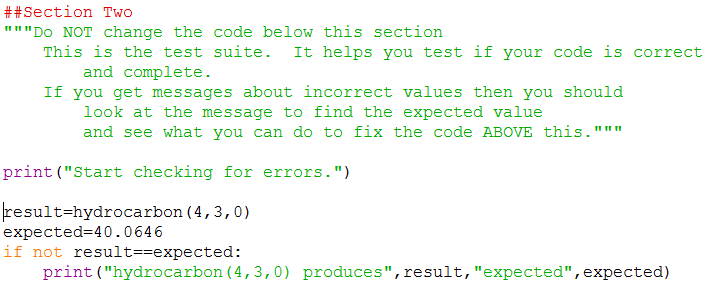 ##Section Two
"""Do NOT change the code below this section
    This is the test suite.  It helps you test if your code is correct
        and complete.
    If you get messages about incorrect values then you should
        look at the message to find the expected value
        and see what you can do to fix the code ABOVE this."""
print("Start checking for errors.")
result=hydrocarbon(4,3,0)
expected=40.0646
if not result==expected:
    print("hydrocarbon(4,3,0) produces",result,"expected",expected)